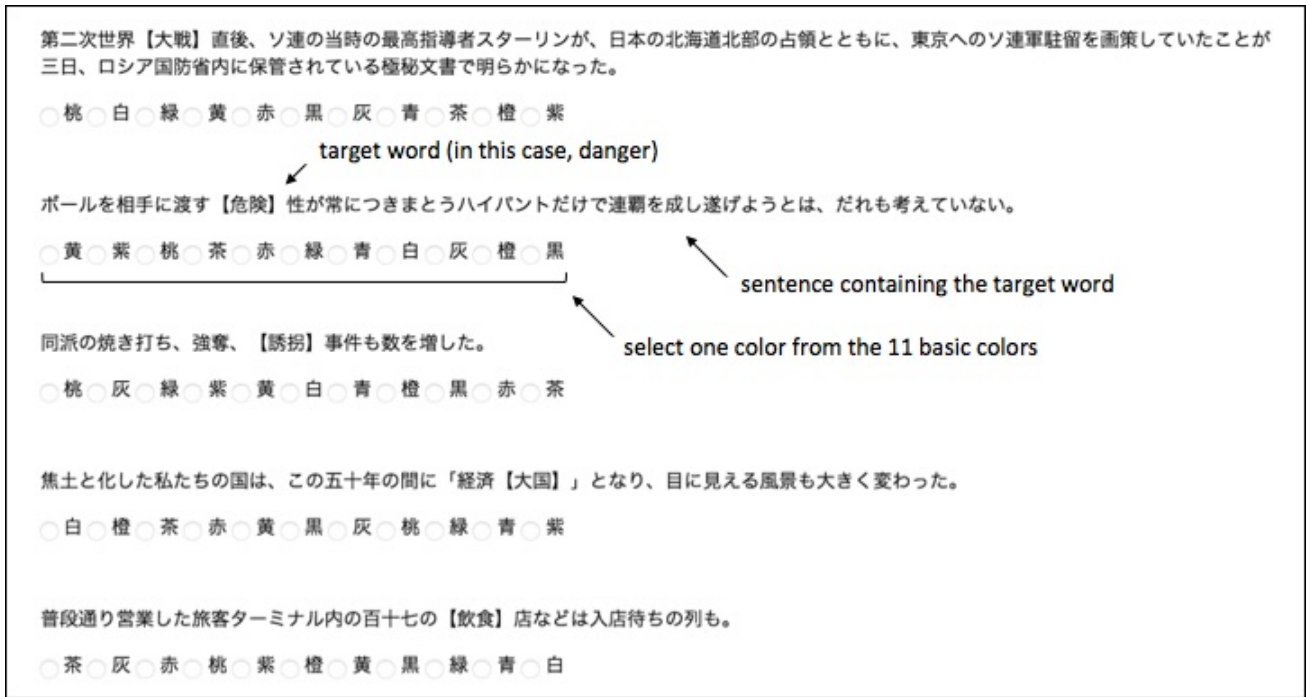 第二次世界【大戦】直後、ソ連の当時の最高指導者スターリンが、日本の北海道北部の占領とともに、東京へのソ連軍駐留を画策していたことが
三日、ロシア国防省内に保管されている極秘文書で明らかになった。
桃 白 緑 黄 赤 黒 灰 青 茶 橙 紫
target word (in this case, danger)
ボールを相手に渡す【危険】性が常につきまとうハイパントだけで連覇を成し遂げようとは、だれも考えていない。
黄 紫 桃 茶 赤 緑 青 白 灰 橙 黒
sentence containing the target word
同派の焼き打ち、強奪、【誘拐】事件も数を増した。
select one color from the 11 basic colors
桃 灰 緑 紫 黄 白 青 橙 黒 赤 茶
焦土と化した私たちの国は、この五十年の間に「経済【大国】」となり、目に見える風景も大きく変わった。
白 橙 茶 赤 黄 黒 灰 桃 緑 青 紫
普段通り営業した旅客ターミナル内の百十七の【飲食】店などは入店待ちの列も。
茶 灰 赤 桃 紫 橙 黄 黒 緑 青 白